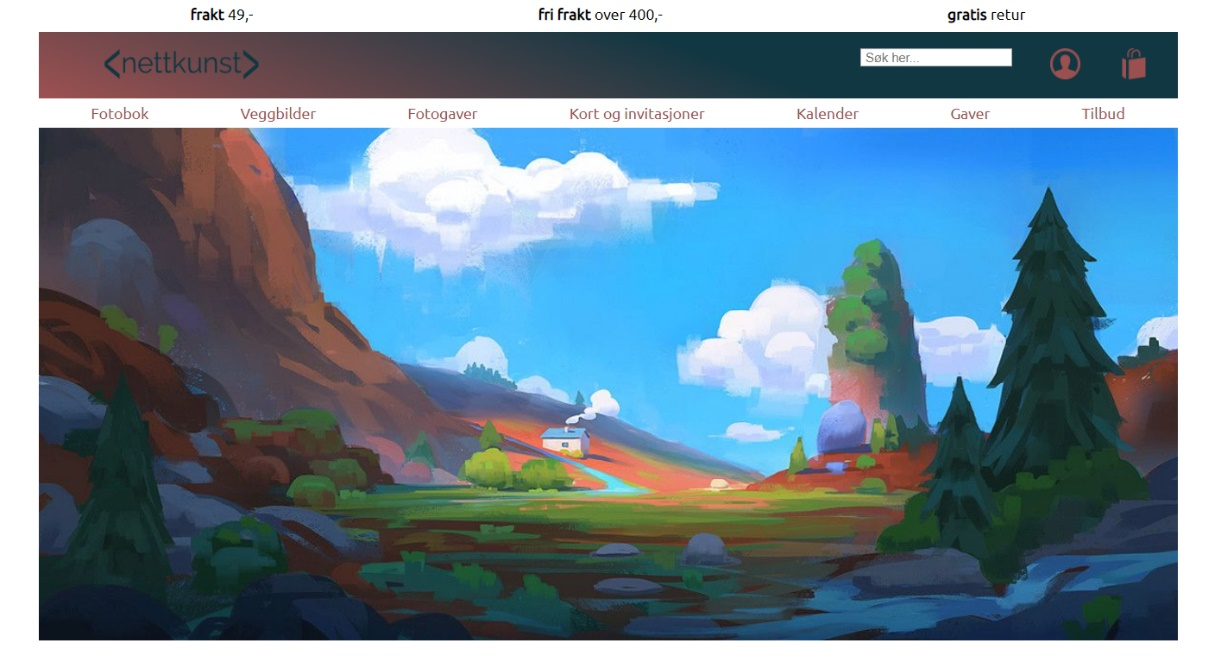 frakt 49,- fri frakt over 400,- gratis retur
<nettkunst> Søk her...
Fotobok Veggbilder Fotogaver Kort og invitasjoner Kalender Gaver Tilbud